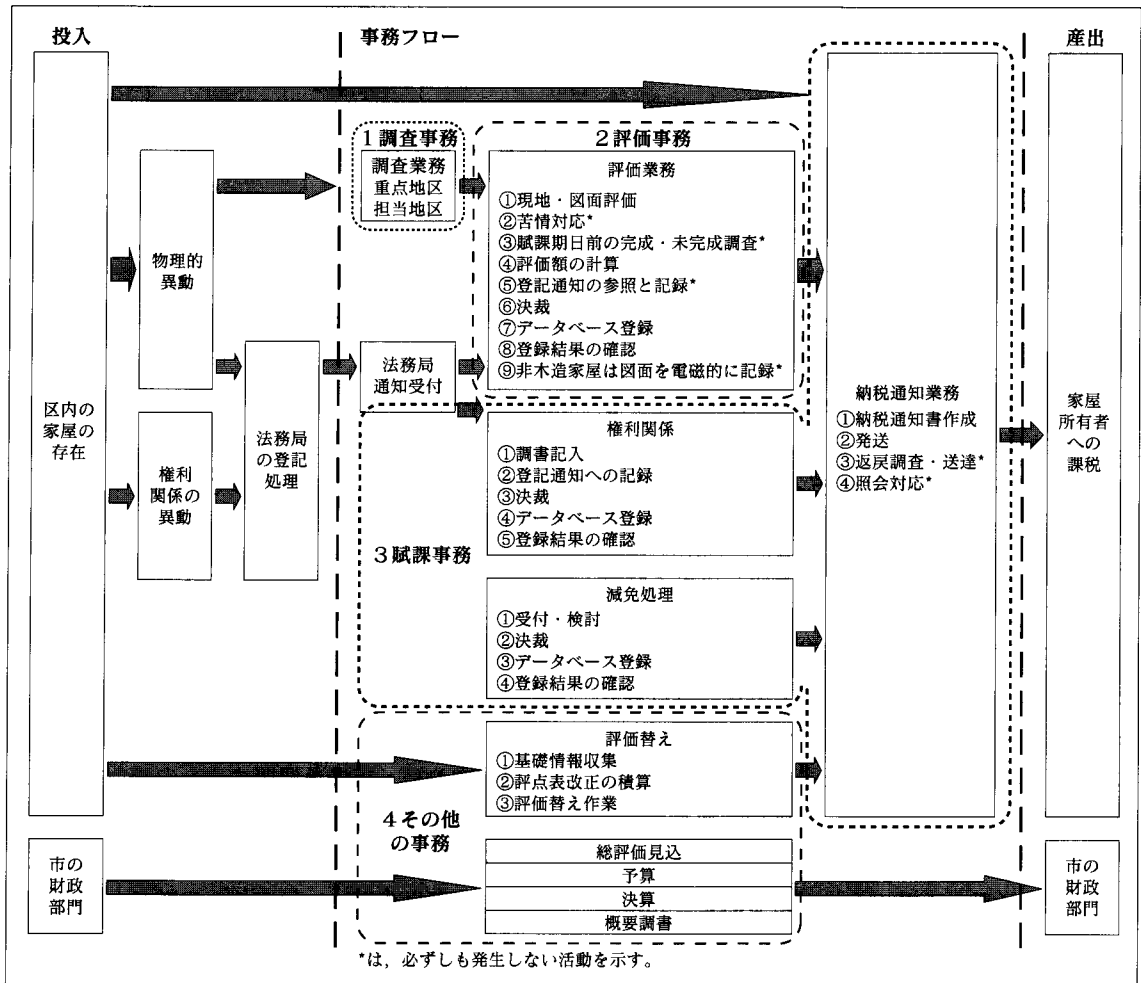 投入
事務フロー
産出
1調査事務
調査業務
重点地区
担当地区
2評価事務
評価業務
①現地・図面評価
②苦情対応*
③賦課期日前の完成・未完成調査*
④評価額の計算
⑤登記通知の参照と記録*
⑥決裁
⑦データベース登録
⑧登録結果の確認
⑨非木造家屋は図面を電磁的に記録*
物理的
異動
法務局
通知受付
区内の
家屋の
存在
権利
関係の
異動
法務局
の登記
処理
3賦課事務
権利関係
①調書記入
②登記通知への記録
③決裁
④データベース登録
⑤登録結果の確認
減免処理
①受付・検討
②決裁
③データベース登録
④登録結果の確認
納税通知業務
①納税通知書作成
②発送
③返戻調査・送達*
④照会対応*
家屋
所有者
への
課税
4その他
の事務
評価替え
①基礎情報収集
②評点表改正の積算
③評価替え作業
市の
財政
部門
総評価見込
予算
決算
概要調書
市の
財政
部門
*は，必ずしも発生しない活動を示す。